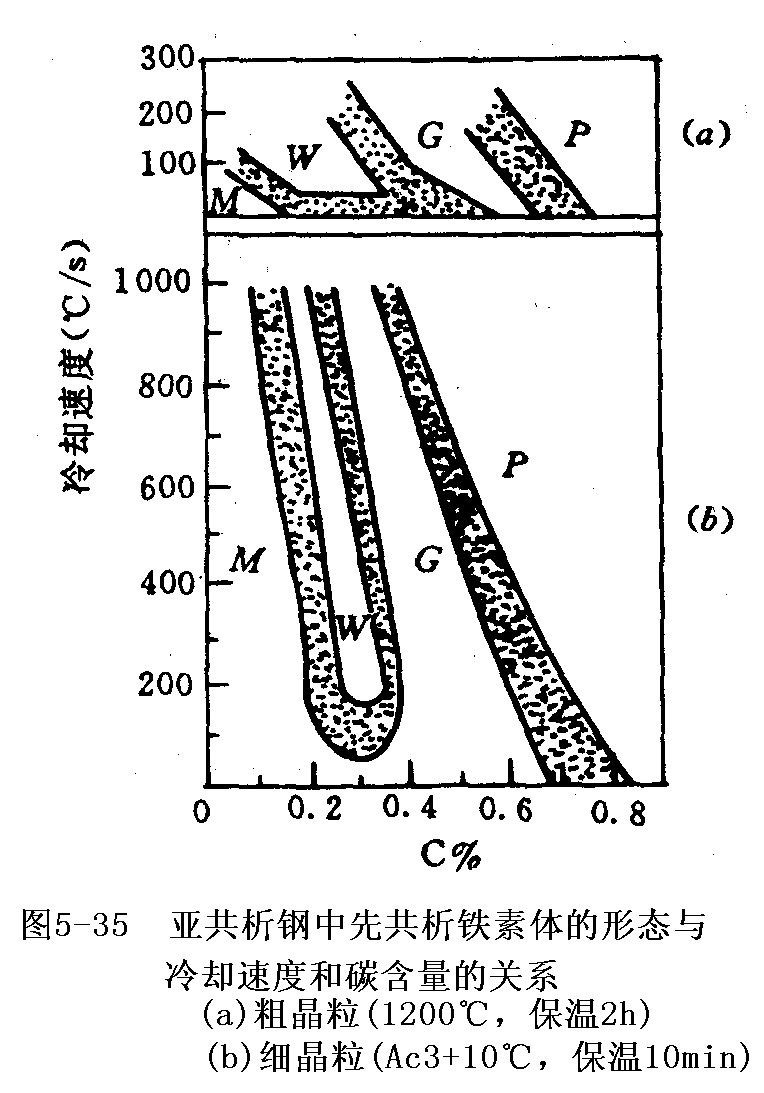 300
200
100
W
G
P
M
(a)
冷却速度(℃/s)
1000
800
600
400
200
M
W
G
P
(b)
0
0.2
0.4
0.6
0.8
C%
图5-35 亚共析钢中先共析铁素体的形态与
冷却速度和碳含量的关系
(a)粗晶粒(1200℃，保温2h)
(b)细晶粒(Ac3+10℃，保温10min)